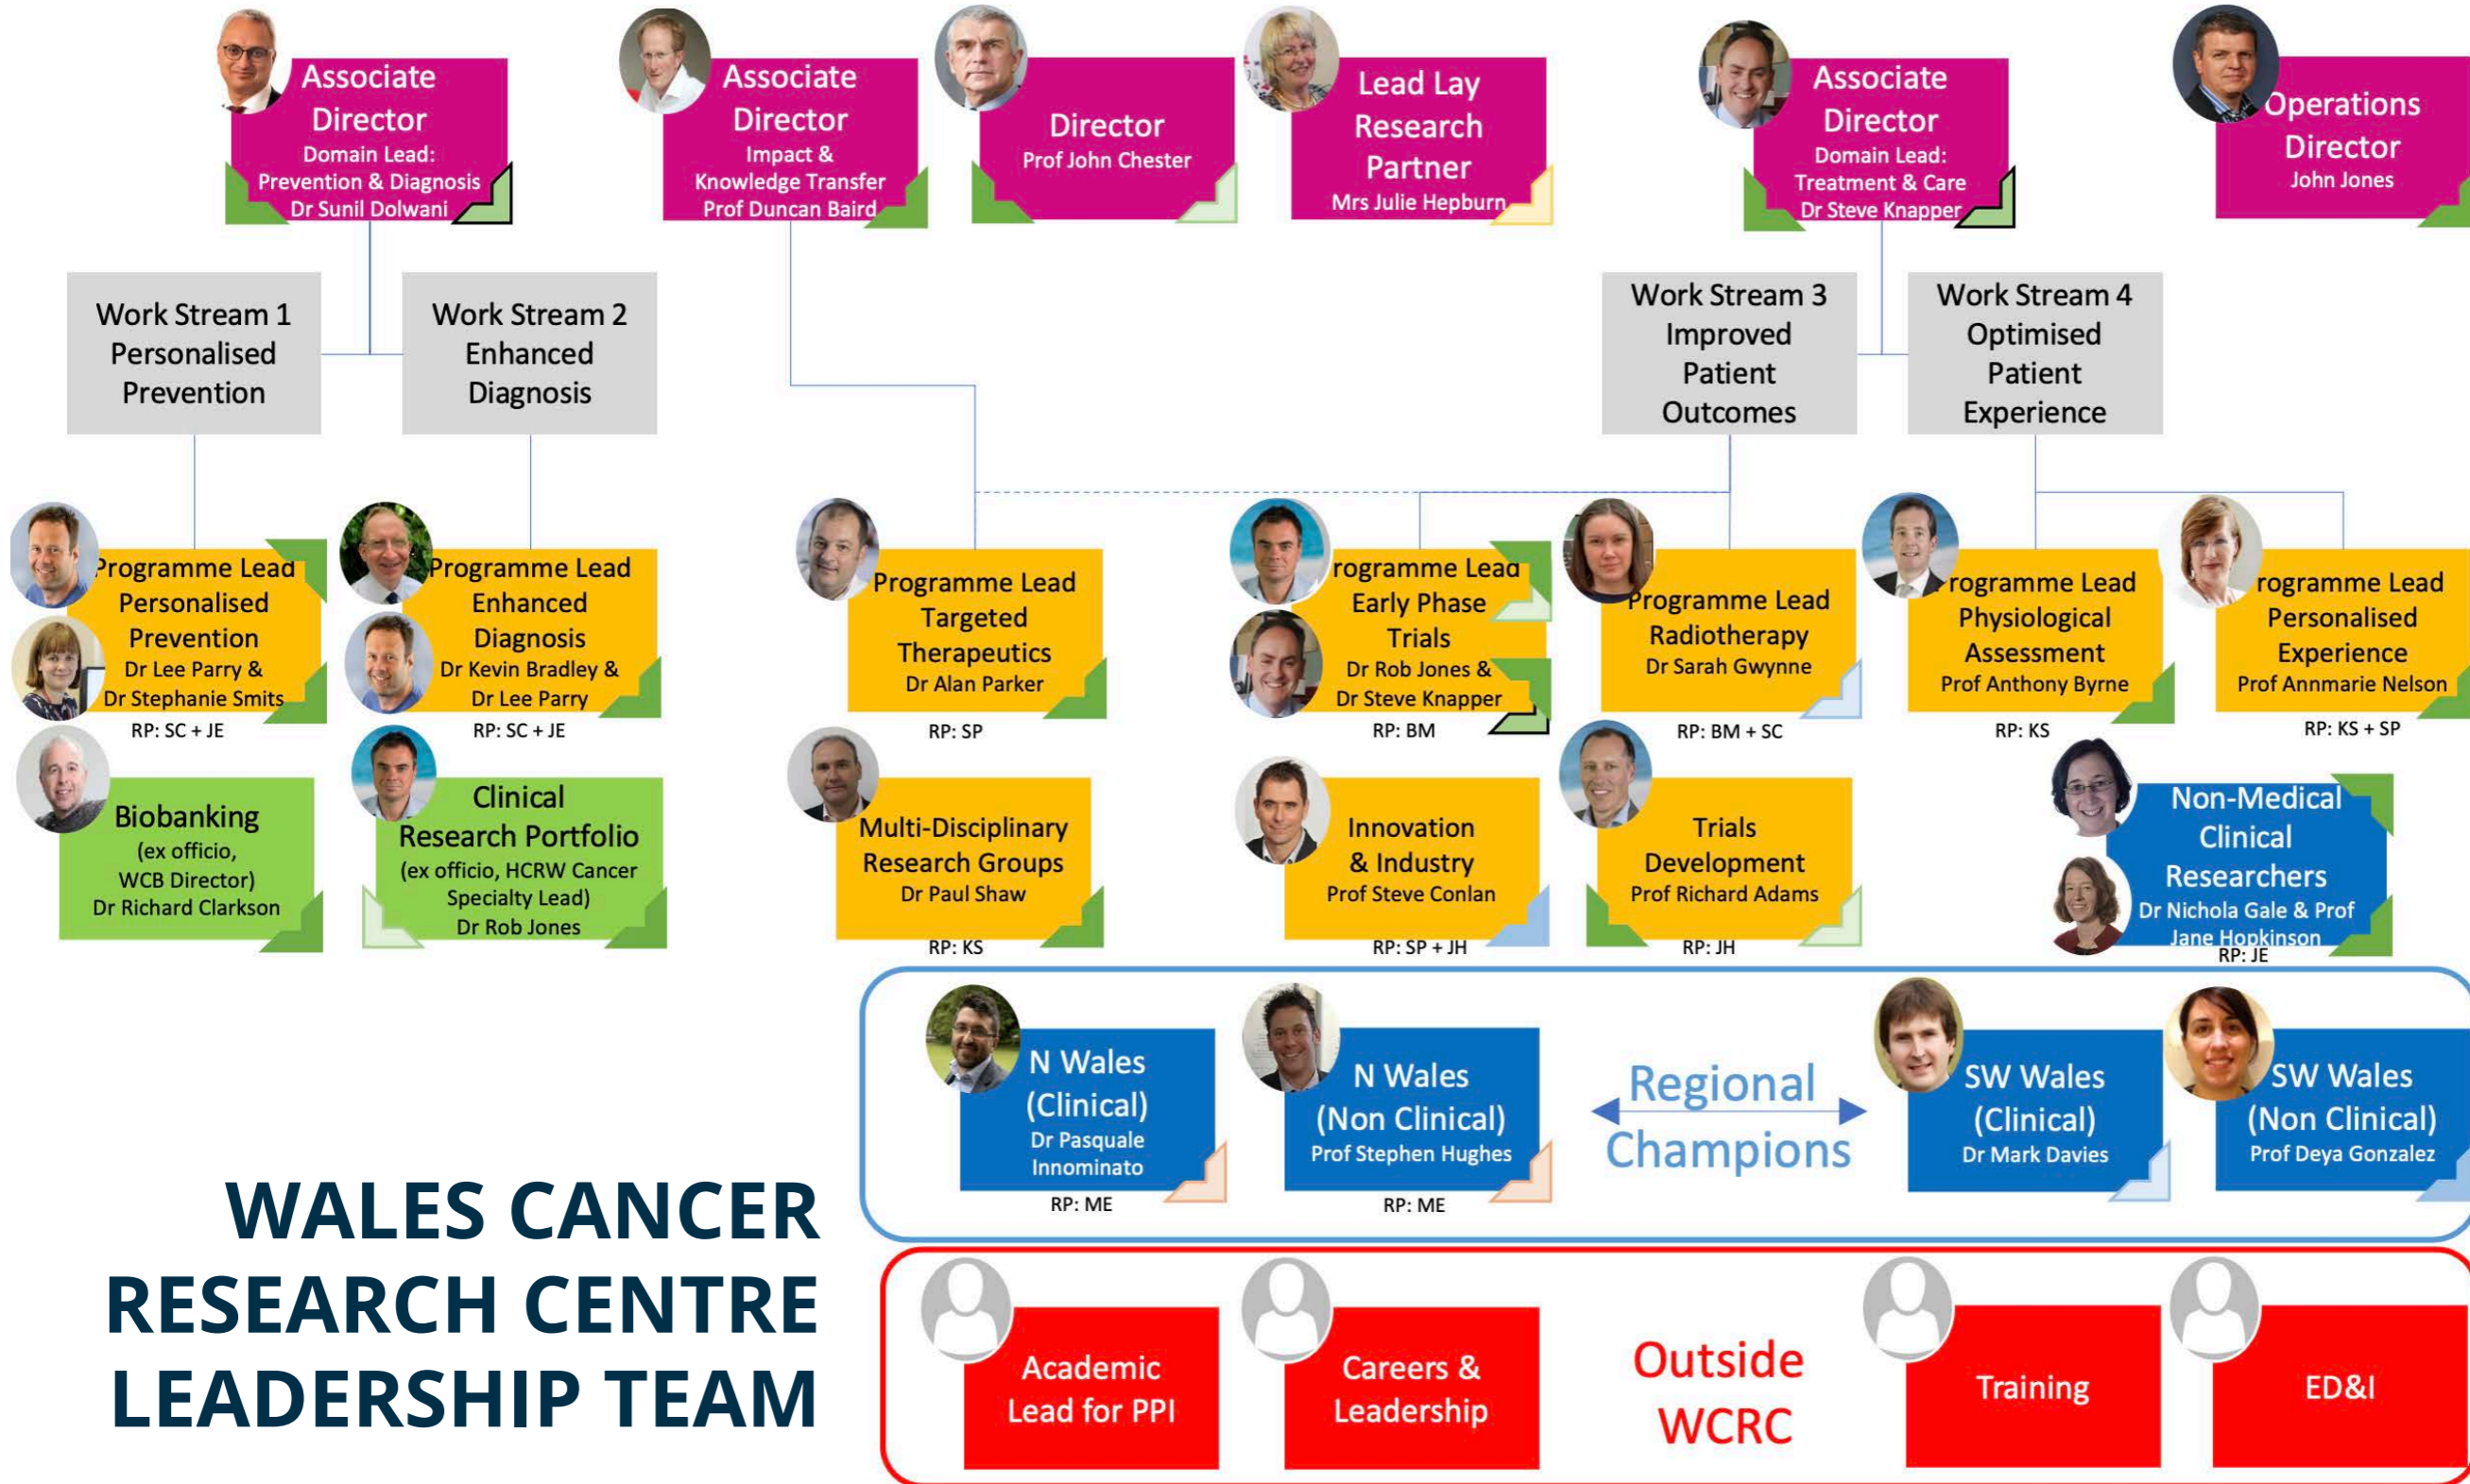 Associate
Director
Domain Lead:
Prevention & Diagnosis
Dr Sunil Dolwani
Associate
Director
Impact &
Knowledge Transfer
Prof Duncan Baird
Director
Prof John Chester
Lead Lay
Research
Partner
Mrs Julie Hepburn
Associate
Director
Domain Lead:
Treatment & Care
Dr Steve Knapper
Operations
Director
John Jones
Work Stream 1
Personalised
Prevention
Work Stream 2
Enhanced
Diagnosis
Work Stream 3
Improved
Patient
Outcomes
Work Stream 4
Optimised
Patient
Experience
Programme Lead
Personalised
Prevention
Dr Lee Parry &
Dr Stephanie Smits
RP: SC + JE
Programme Lead
Enhanced
Diagnosis
Dr Kevin Bradley &
Dr Lee Parry
RP: SC + JE
Programme Lead
Targeted
Therapeutics
Dr Alan Parker
RP: SP
rogramme Lead
Early Phase
Trials
Dr Rob Jones &
Dr Steve Knapper
RP: BM
Programme Lead
Radiotherapy
Dr Sarah Gwynne
RP: BM + SC
rogramme Lead
Physiological
Assessment
Prof Anthony Byrne
RP: KS
rogramme Lead
Personalised
Experience
Prof Annmarie Nelson
RP: KS + SP
Biobanking
(ex officio,
WCB Director)
Dr Richard Clarkson
Clinical
Research Portfolio
(ex officio, HCRW Cancer
Specialty Lead)
Dr Rob Jones
Multi-Disciplinary
Research Groups
Dr Paul Shaw
RP: KS
Innovation
& Industry
Prof Steve Conlan
RP: SP + JH
Trials
Development
Prof Richard Adams
RP: JH
Non-Medical
Clinical
Researchers
Dr Nichola Gale & Prof
Jane Hopkinson
RP: JE
N Wales
(Clinical)
Dr Pasquale
Innominato
RP: ME
N Wales
(Non Clinical)
Prof Stephen Hughes
RP: ME
Regional
Champions
SW Wales
(Clinical)
Dr Mark Davies
SW Wales
(Non Clinical)
Prof Deya Gonzalez
WALES CANCER
RESEARCH CENTRE
LEADERSHIP TEAM
Academic
Lead for PPI
Careers &
Leadership
Outside
WCRC
Training
ED&I